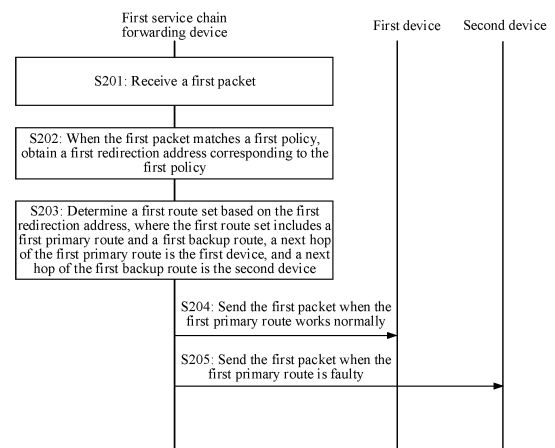 First service chain
forwarding device
First device
Second device
S201: Receive a first packet
S202: When the first packet matches a first policy,
obtain a first redirection address corresponding to the
first policy
S203: Determine a first route set based on the first
redirection address, where the first route set includes a
first primary route and a first backup route, a next hop
of the first primary route is the first device, and a next
hop of the first backup route is the second device
S204: Send the first packet when the
first primary route works normally
S205: Send the first packet when the
first primary route is faulty